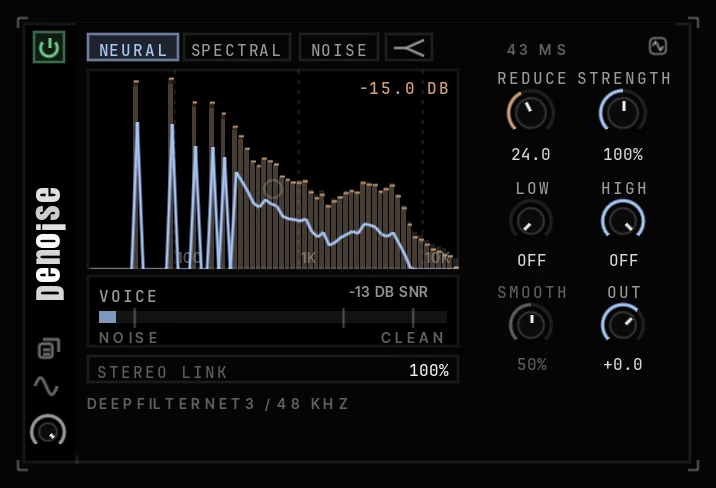 NEURAL SPECTRAL NOISE
43 MS
-15.0 DB
100 1K 10K
REDUCE STRENGTH
24.0 100%
LOW HIGH
OFF OFF
SMOOTH OUT
50% +0.0
Denoise
VOICE -13 DB SNR
NOISE CLEAN
STEREO LINK 100%
DEEPFILTERNET3 / 48 KHZ